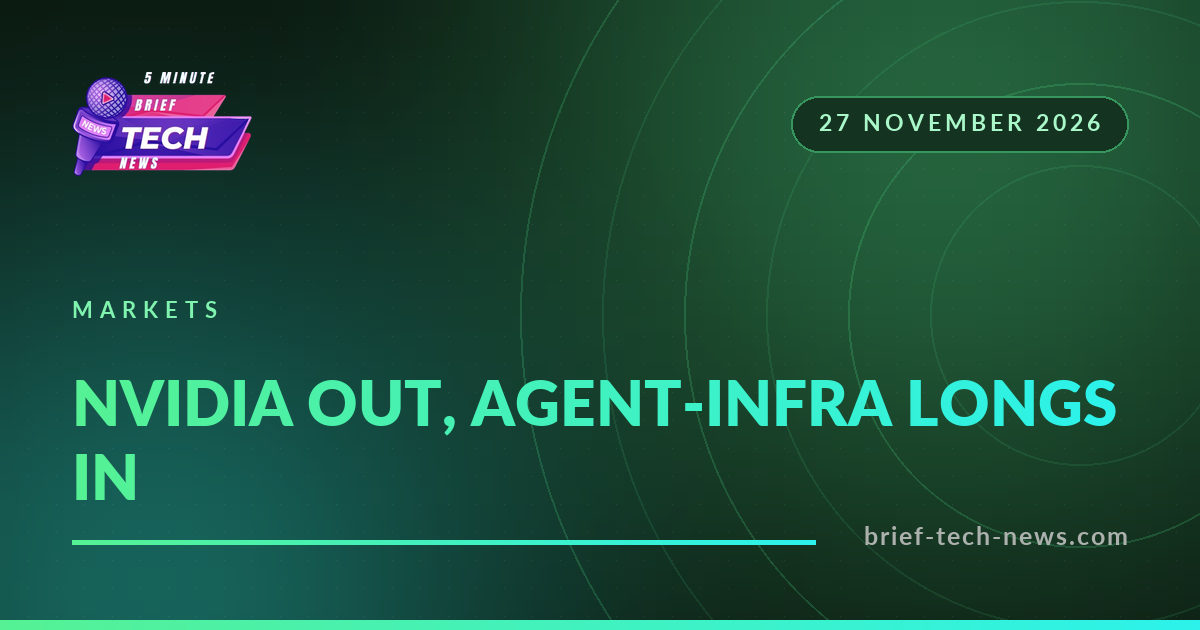 5 MINUTE
BRIEF
NEWS
TECH
NEWS
27 NOVEMBER 2026
MARKETS
NVIDIA OUT, AGENT-INFRA LONGS
IN
brief-tech-news.com